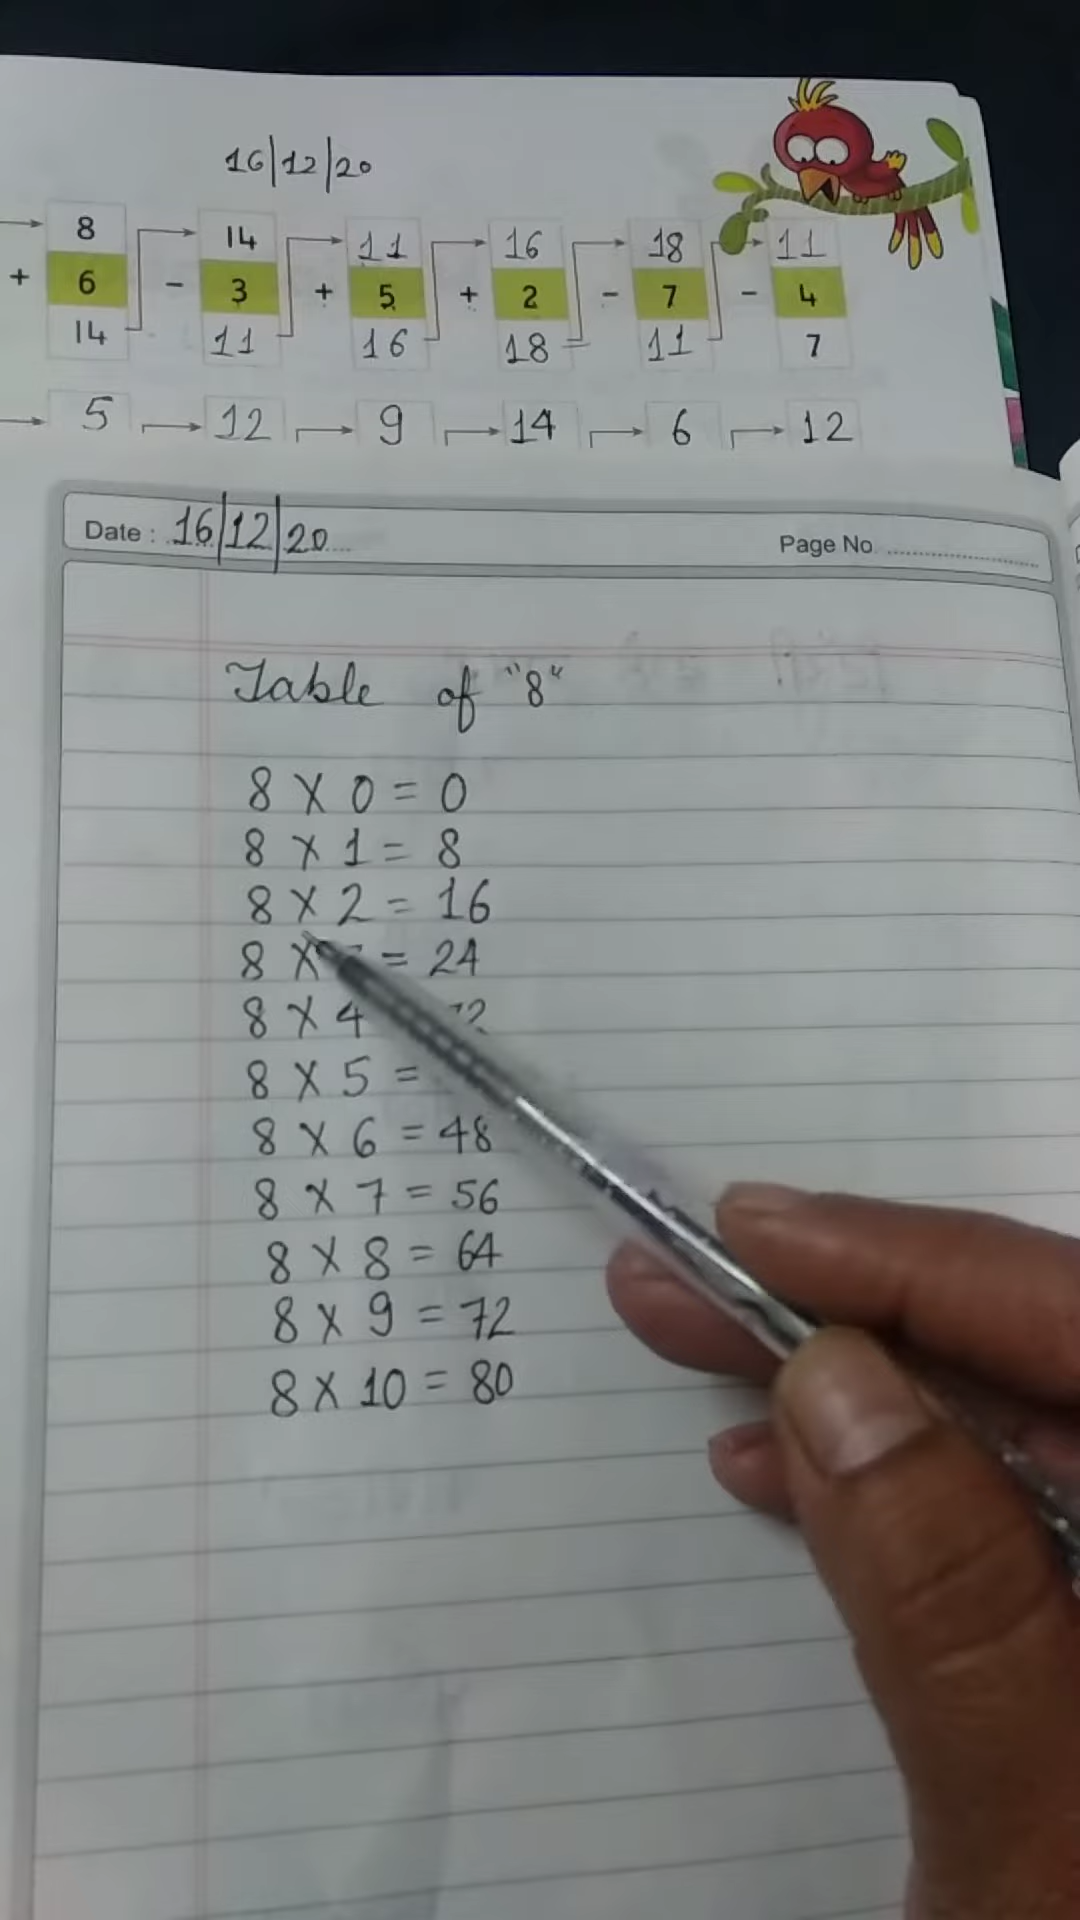 16|12|20
8 14 11 16 18 11
+ 6 - 3 + 5 + 2 - 7 - 4
14 11 16 18 11 7
5 12 9 14 6 12
Date : 16|12|20 Page No.
Table of "8"
8 X 0 = 0
8 X 1 = 8
8 X 2 = 16
8 X = 24
8 X 4
8 X 5 =
8 X 6 = 48
8 X 7 = 56
8 X 8 = 64
8 X 9 = 72
8 X 10 = 80